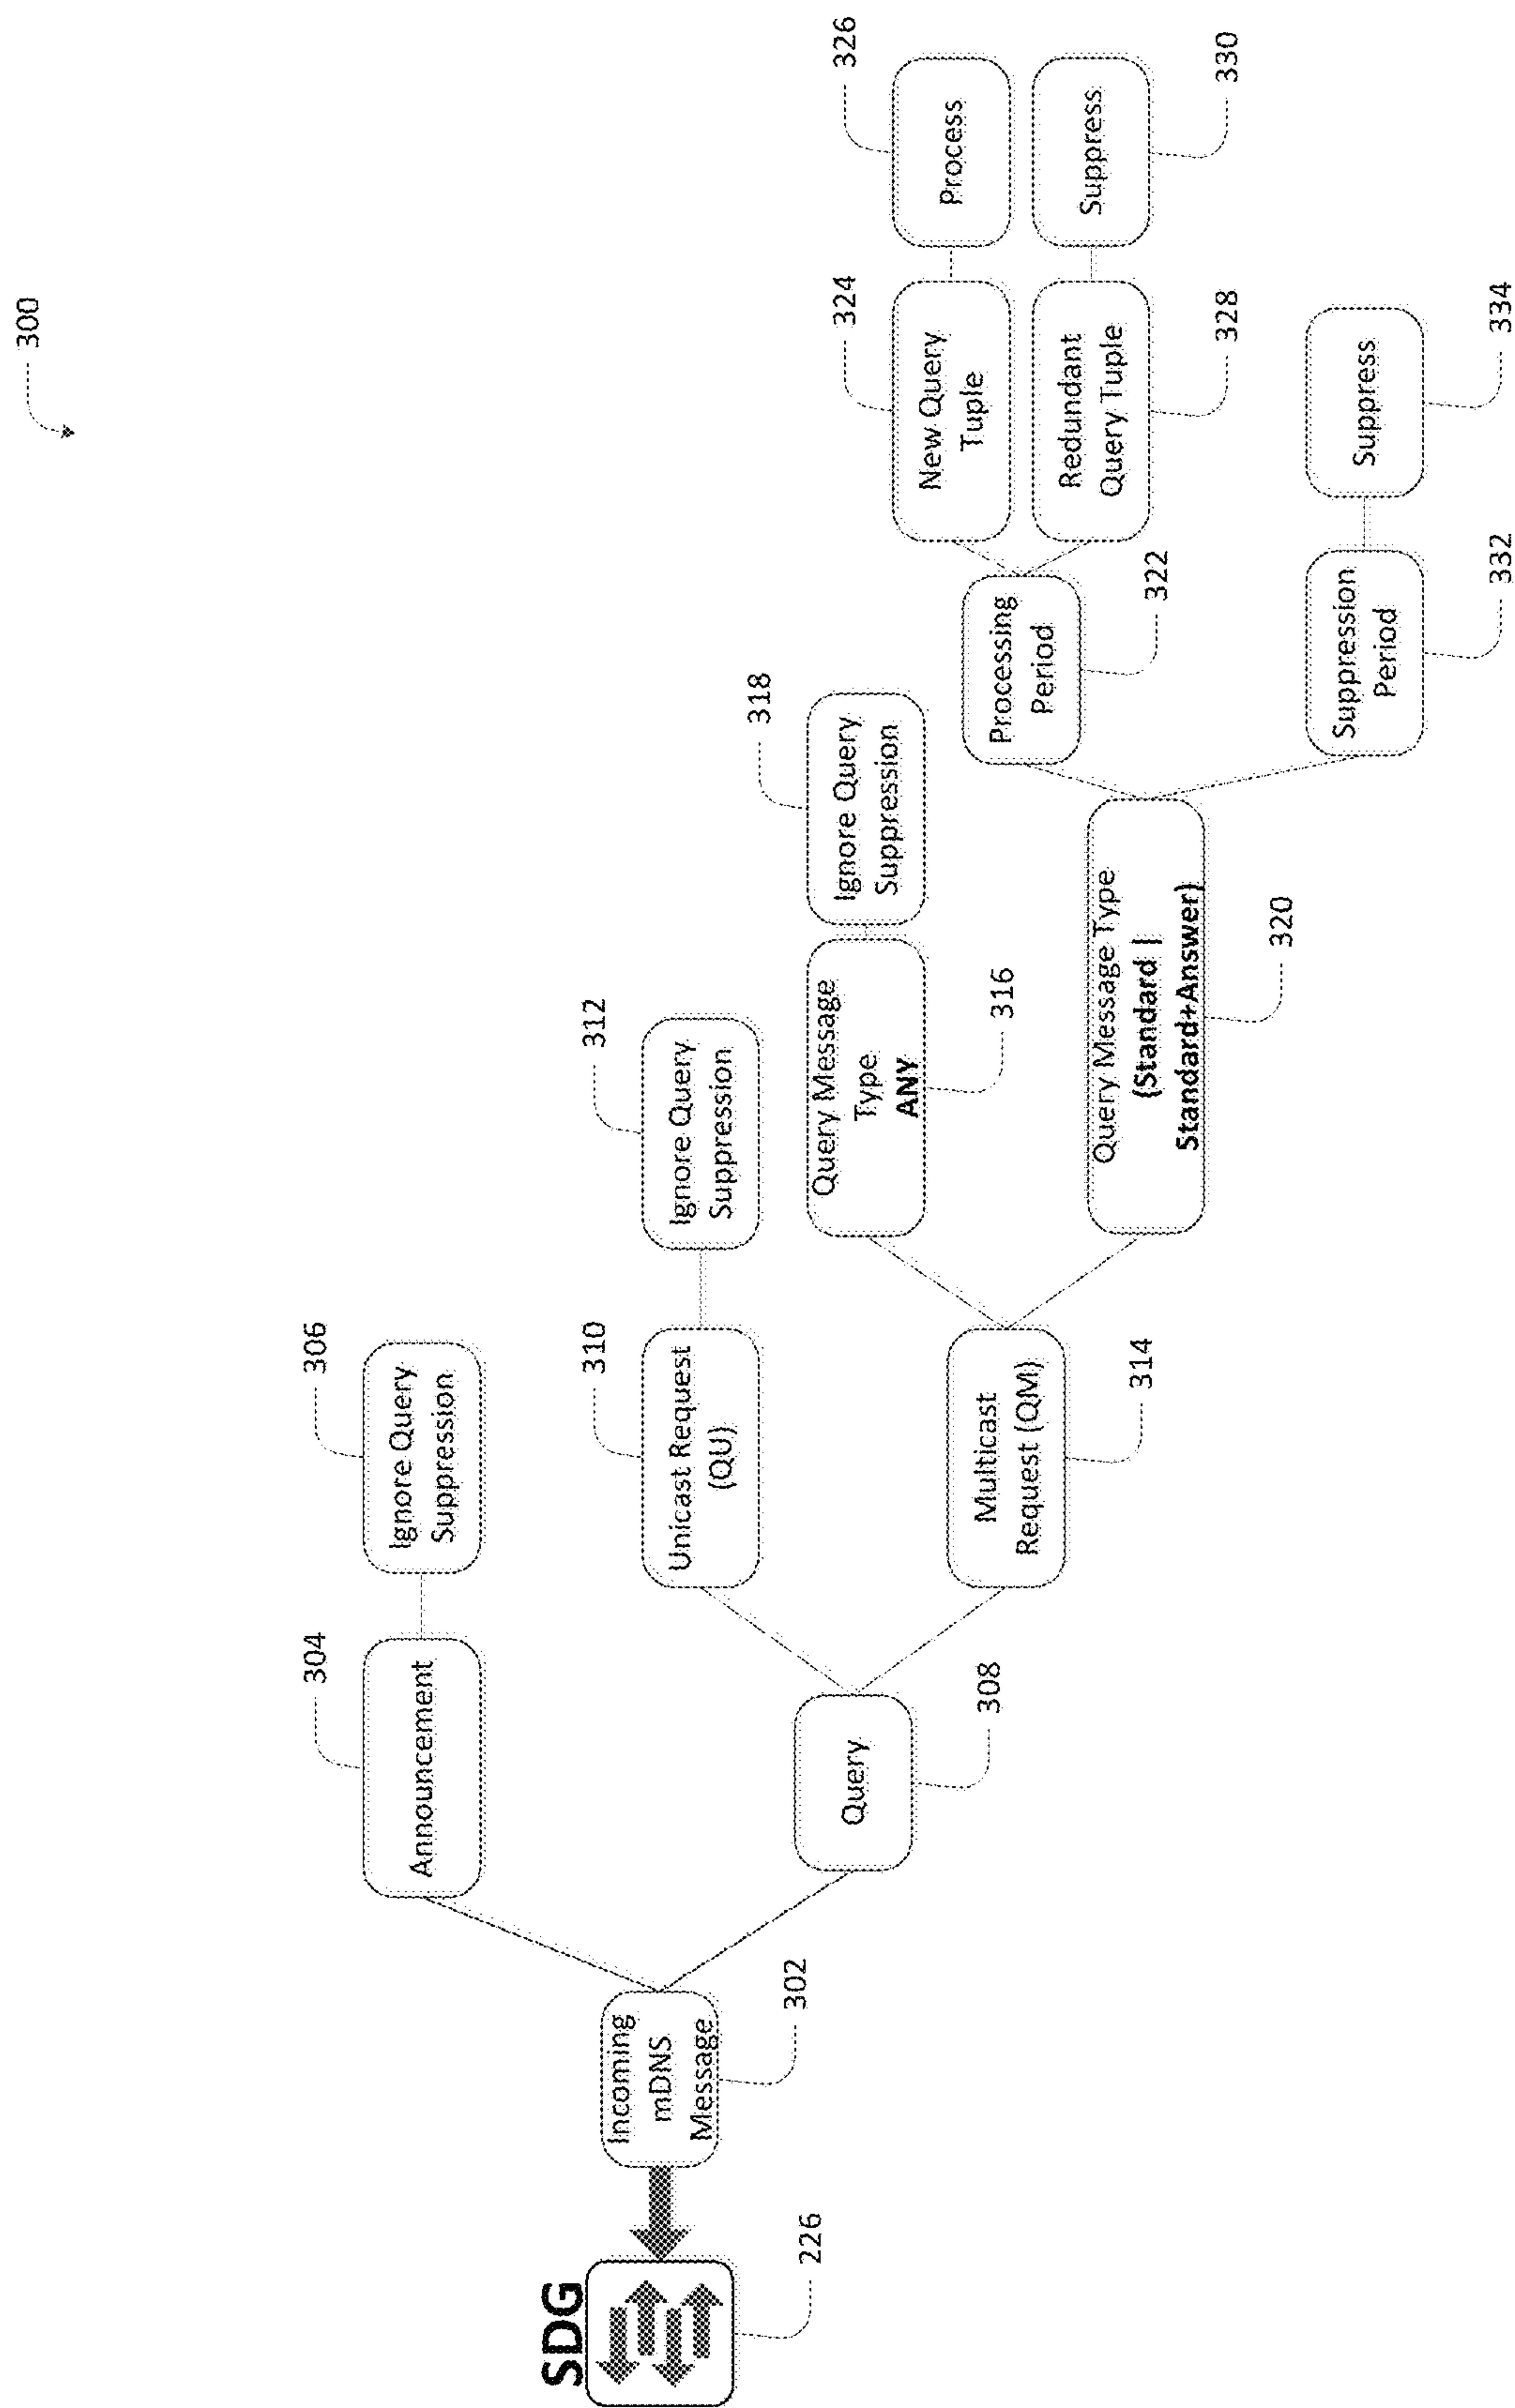 300
SDG
226
Incoming
mDNS
Message
302
Announcement
304
Ignore Query
Suppression
306
Query
308
Unicast Request
(QU)
310
Ignore Query
Suppression
312
Multicast
Request (QM)
314
Query Message
Type
ANY
316
Ignore Query
Suppression
318
Query Message Type
(Standard |
Standard+Answer)
320
Processing
Period
322
New Query
Tuple
324
Process
326
Redundant
Query Tuple
328
Suppress
330
Suppression
Period
332
Suppress
334